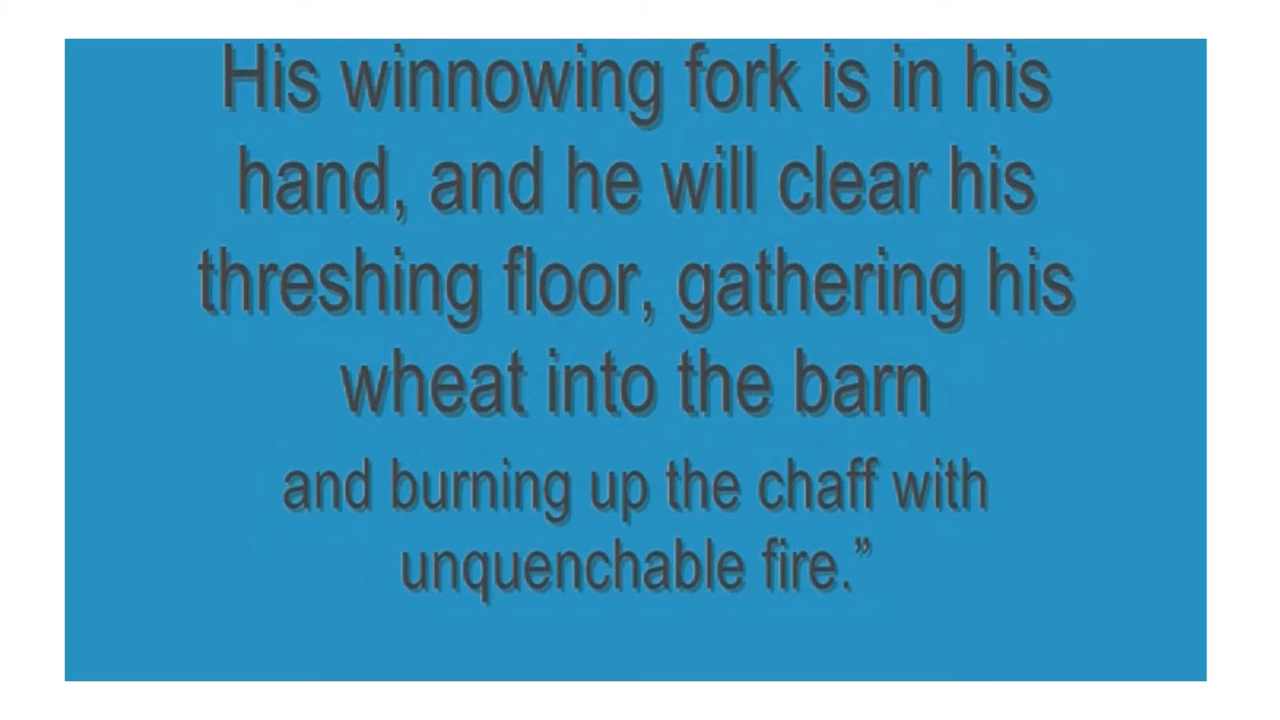 His winnowing fork is in his
hand, and he will clear his
threshing floor, gathering his
wheat into the barn
and burning up the chaff with
unquenchable fire.”